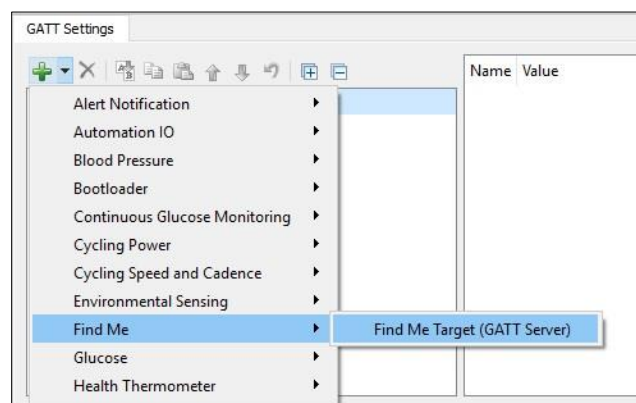 GATT Settings
Name Value
Alert Notification
Automation IO
Blood Pressure
Bootloader
Continuous Glucose Monitoring
Cycling Power
Cycling Speed and Cadence
Environmental Sensing
Find Me
Find Me Target (GATT Server)
Glucose
Health Thermometer